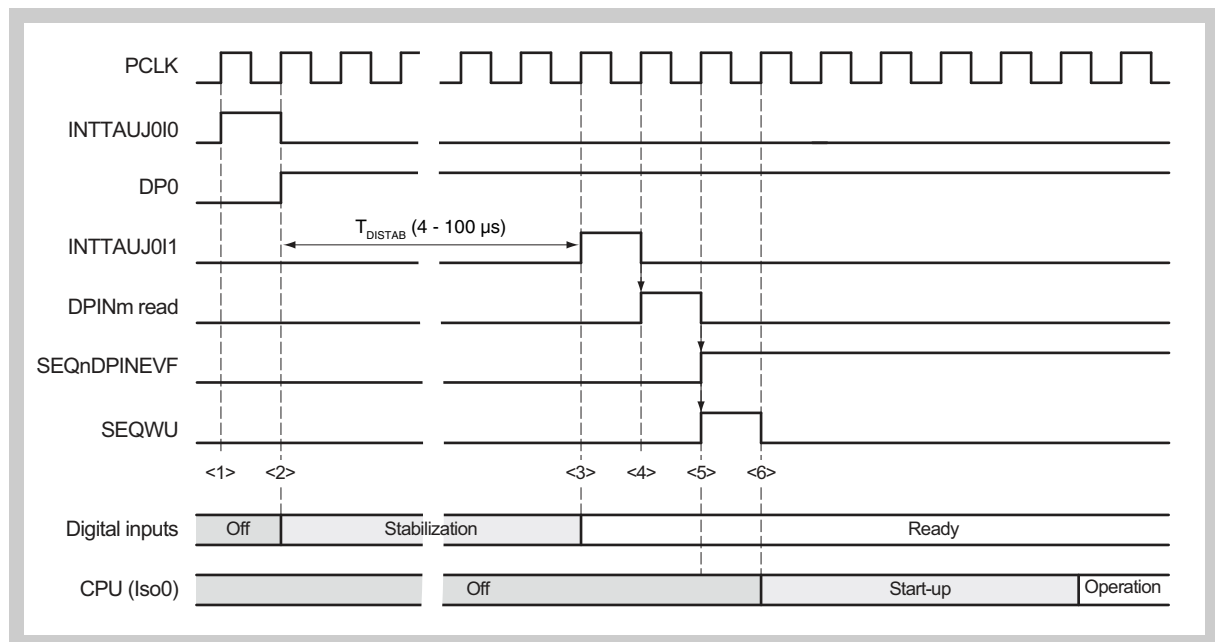 PCLK
INTTAUJ0I0
DP0
TDISTAB (4 - 100 µs)
INTTAUJ0I1
DPINm read
SEQnDPINEVF
SEQWU
<1> <2> <3> <4> <5> <6>
Digital inputs Off Stabilization Ready
CPU (Iso0) Off Start-up Operation